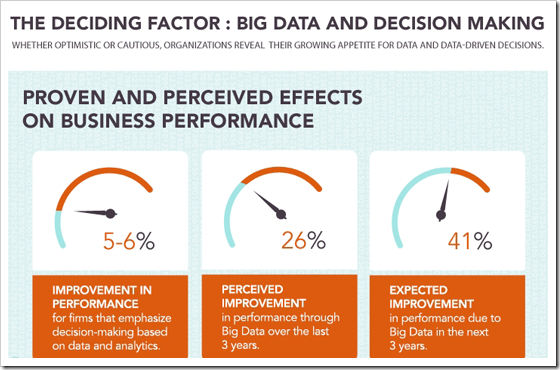 THE DECIDING FACTOR : BIG DATA AND DECISION MAKING
WHETHER OPTIMISTIC OR CAUTIOUS, ORGANIZATIONS REVEAL THEIR GROWING APPETITE FOR DATA AND DATA-DRIVEN DECISIONS.
PROVEN AND PERCEIVED EFFECTS
ON BUSINESS PERFORMANCE
5-6%
IMPROVEMENT IN
PERFORMANCE
for firms that emphasize
decision-making based
on data and analytics.
26%
PERCEIVED
IMPROVEMENT
in performance through
Big Data over the last
3 years.
41%
EXPECTED
IMPROVEMENT
in performance due to
Big Data in the next
3 years.